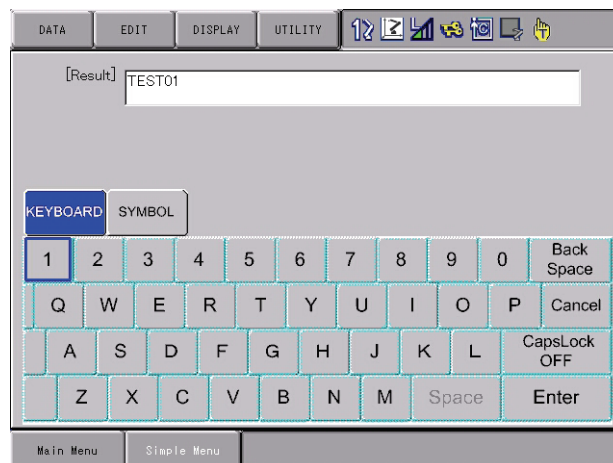 DATA EDIT DISPLAY UTILITY
[Result] TEST01
KEYBOARD SYMBOL
1 2 3 4 5 6 7 8 9 0 Back Space
Q W E R T Y U I O P Cancel
A S D F G H J K L CapsLock OFF
Z X C V B N M Space Enter
Main Menu Simple Menu